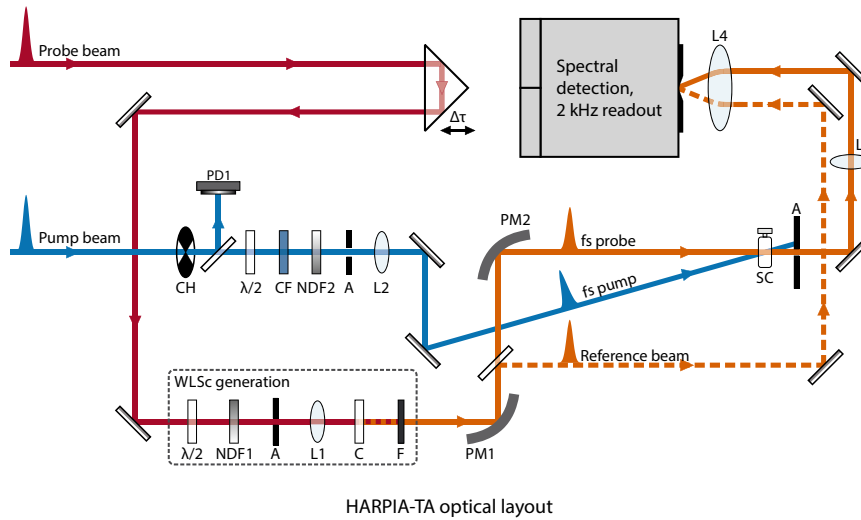 Probe beam
L4
Spectral
detection,
2 kHz readout
Δτ
L
PD1
PM2
A
Pump beam
fs probe
CH
λ/2
CF
NDF2
A
L2
fs pump
SC
Reference beam
WLSc generation
λ/2
NDF1
A
L1
C
F
PM1
HARPIA-TA optical layout